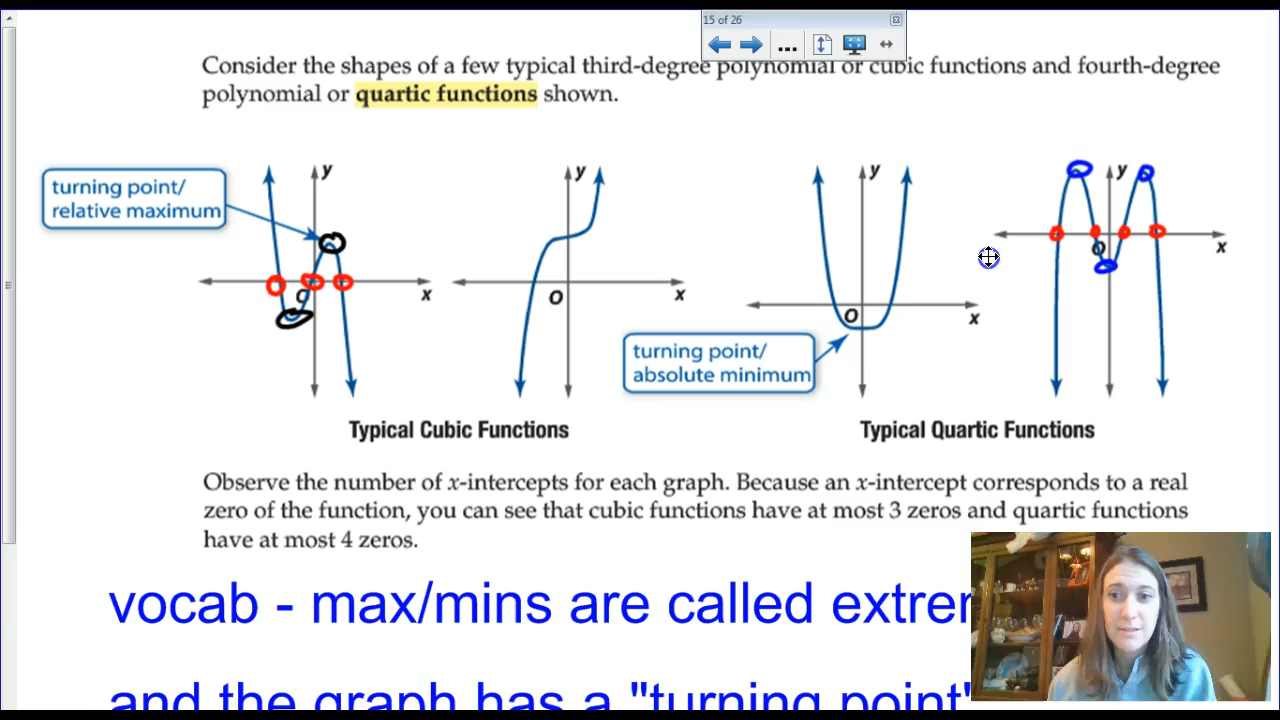 15 of 26
Consider the shapes of a few typical third-degree polynomial or cubic functions and fourth-degree
polynomial or quartic functions shown.
turning point/
relative maximum
y
O
x
y
O
x
y
O
x
turning point/
absolute minimum
y
O
x
Typical Cubic Functions
Typical Quartic Functions
Observe the number of x-intercepts for each graph. Because an x-intercept corresponds to a real
zero of the function, you can see that cubic functions have at most 3 zeros and quartic functions
have at most 4 zeros.
vocab - max/mins are called extrem
and the graph has a "turning point"